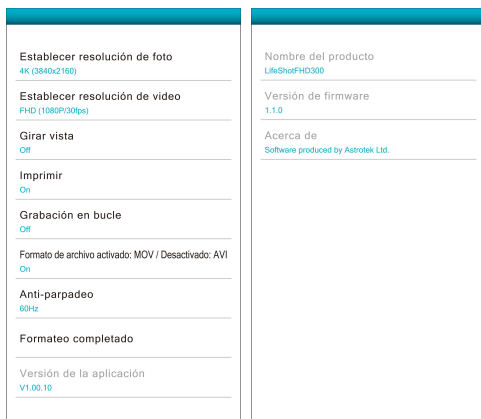 Establecer resolución de foto
4K (3840x2160)
Establecer resolución de video
FHD (1080P/30fps)
Girar vista
Off
Imprimir
On
Grabación en bucle
Off
Formato de archivo activado: MOV / Desactivado: AVI
On
Anti-parpadeo
60Hz
Formateo completado
Versión de la aplicación
V1.00.10
Nombre del producto
LifeShotFHD300
Versión de firmware
1.1.0
Acerca de
Software produced by Astrotek Ltd.